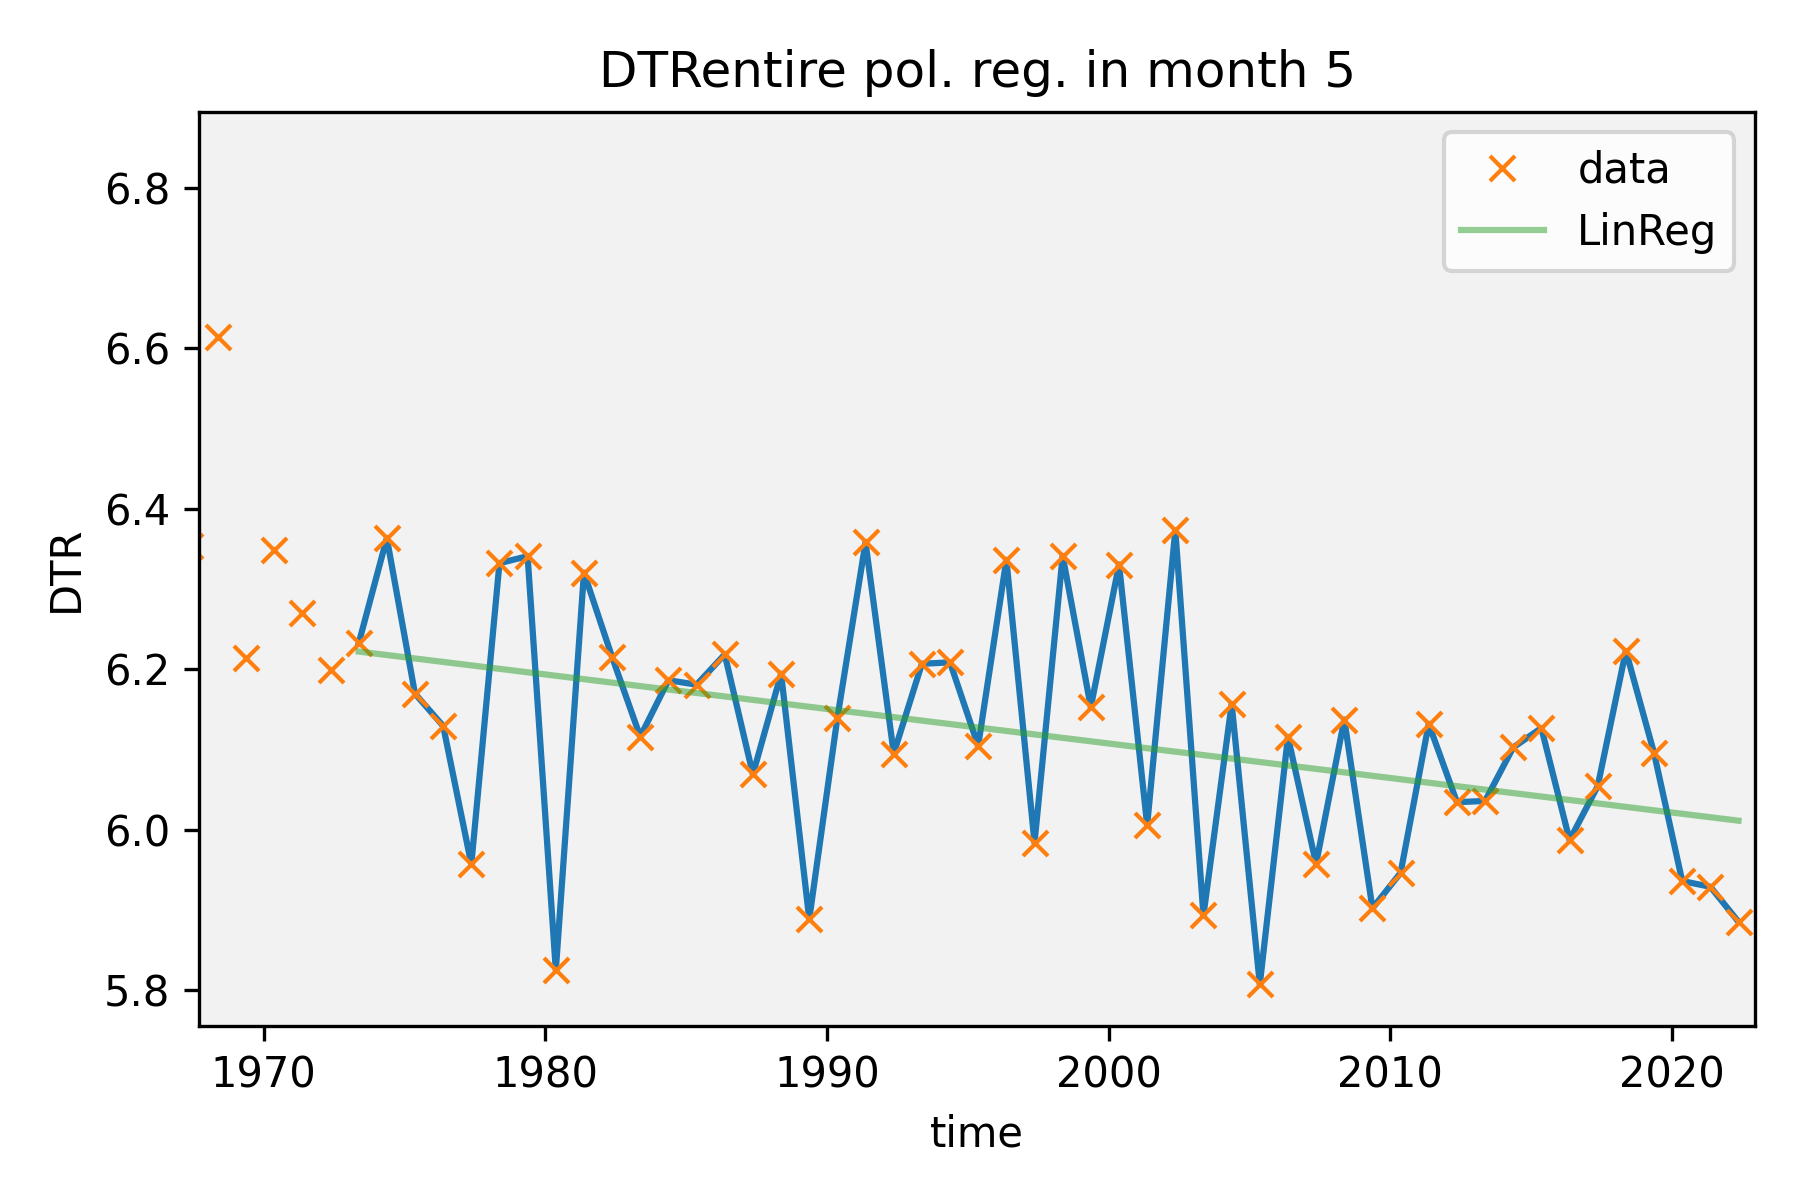 DTRentire pol. reg. in month 5
data
LinReg
6.8
6.6
6.4
6.2
6.0
5.8
DTR
1970 1980 1990 2000 2010 2020
time